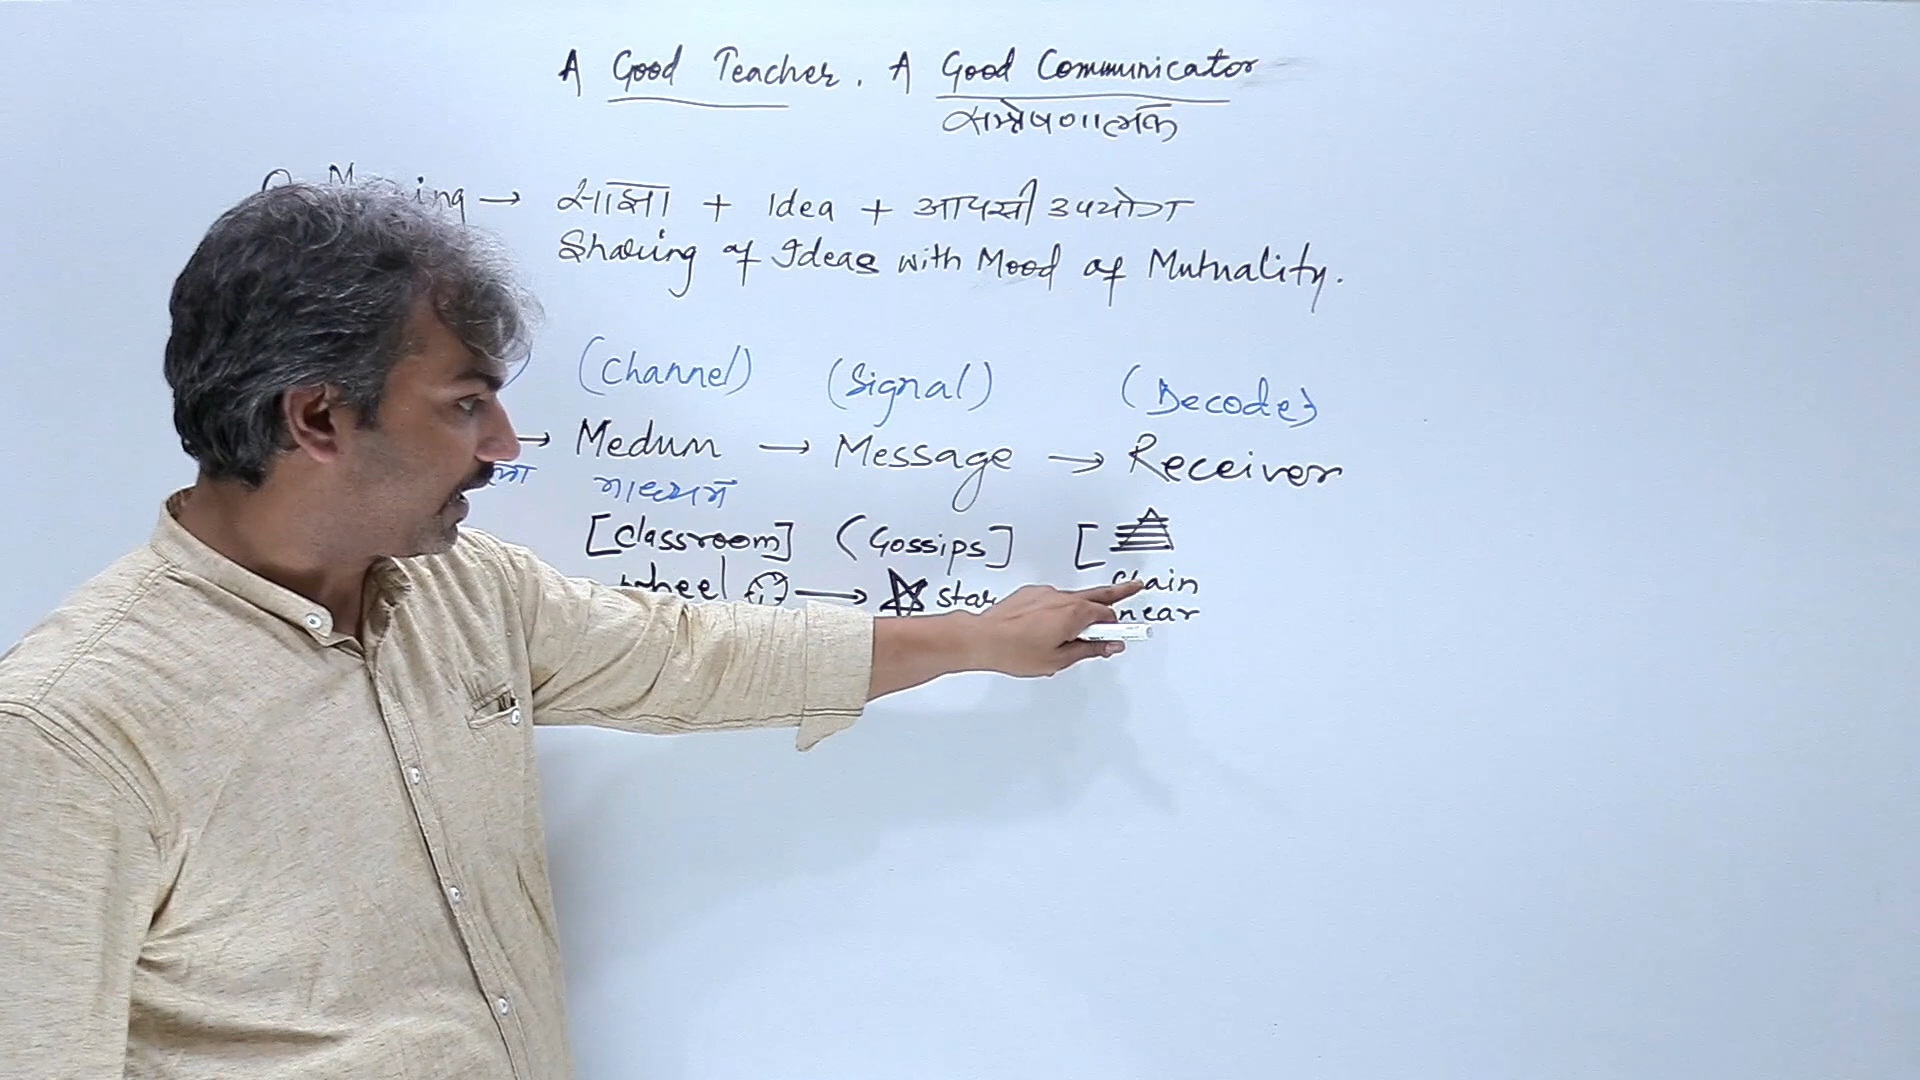 A Good Teacher. A Good Communicator
सम्प्रेषणात्मक
→ साझा + Idea + आपसी उपयोग
Sharing of Ideas with Mood of Mutuality.
(Channel) (Signal) (Decode)
→ Medum → Message → Receiver
माध्यम
[Classroom] (Gossips] [
wheel → star